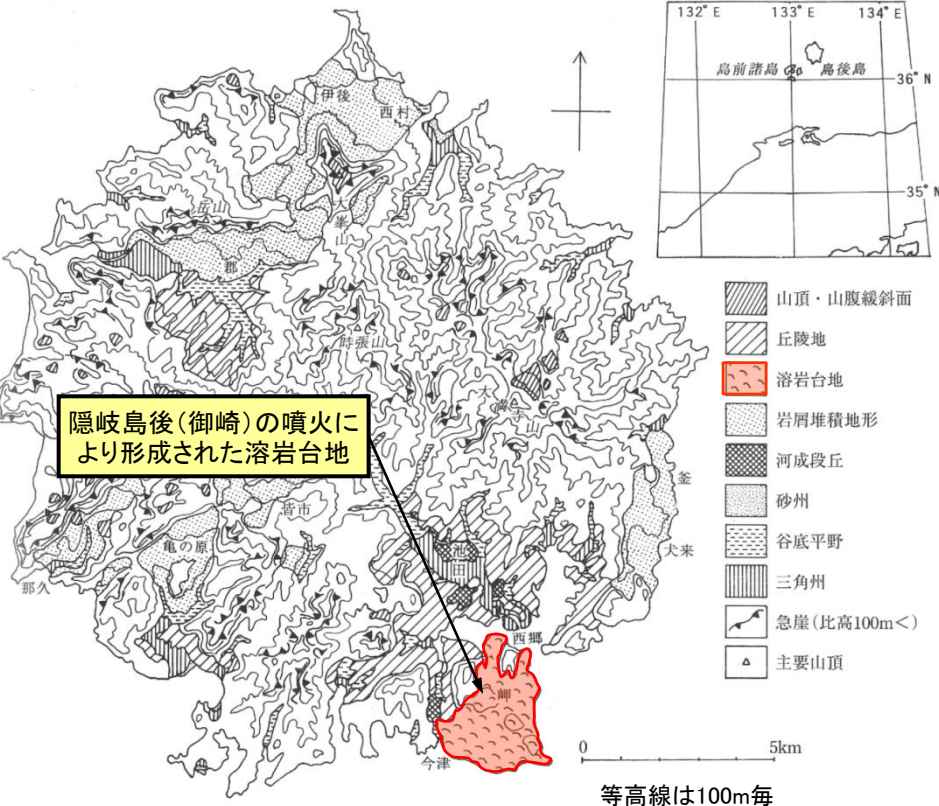 132°E
133°E
134°E
島前諸島
島後島
36°N
35°N
伊後
西村
大峯山
岳山
郡
時張山
大満寺山
隠岐島後(御崎)の噴火に
より形成された溶岩台地
皆市
亀の原
那久
池田
釜
犬来
西郷
岬
今津
山頂・山腹緩斜面
丘陵地
溶岩台地
岩屑堆積地形
河成段丘
砂州
谷底平野
三角州
急崖(比高100m<)
主要山頂
0
5km
等高線は100m毎